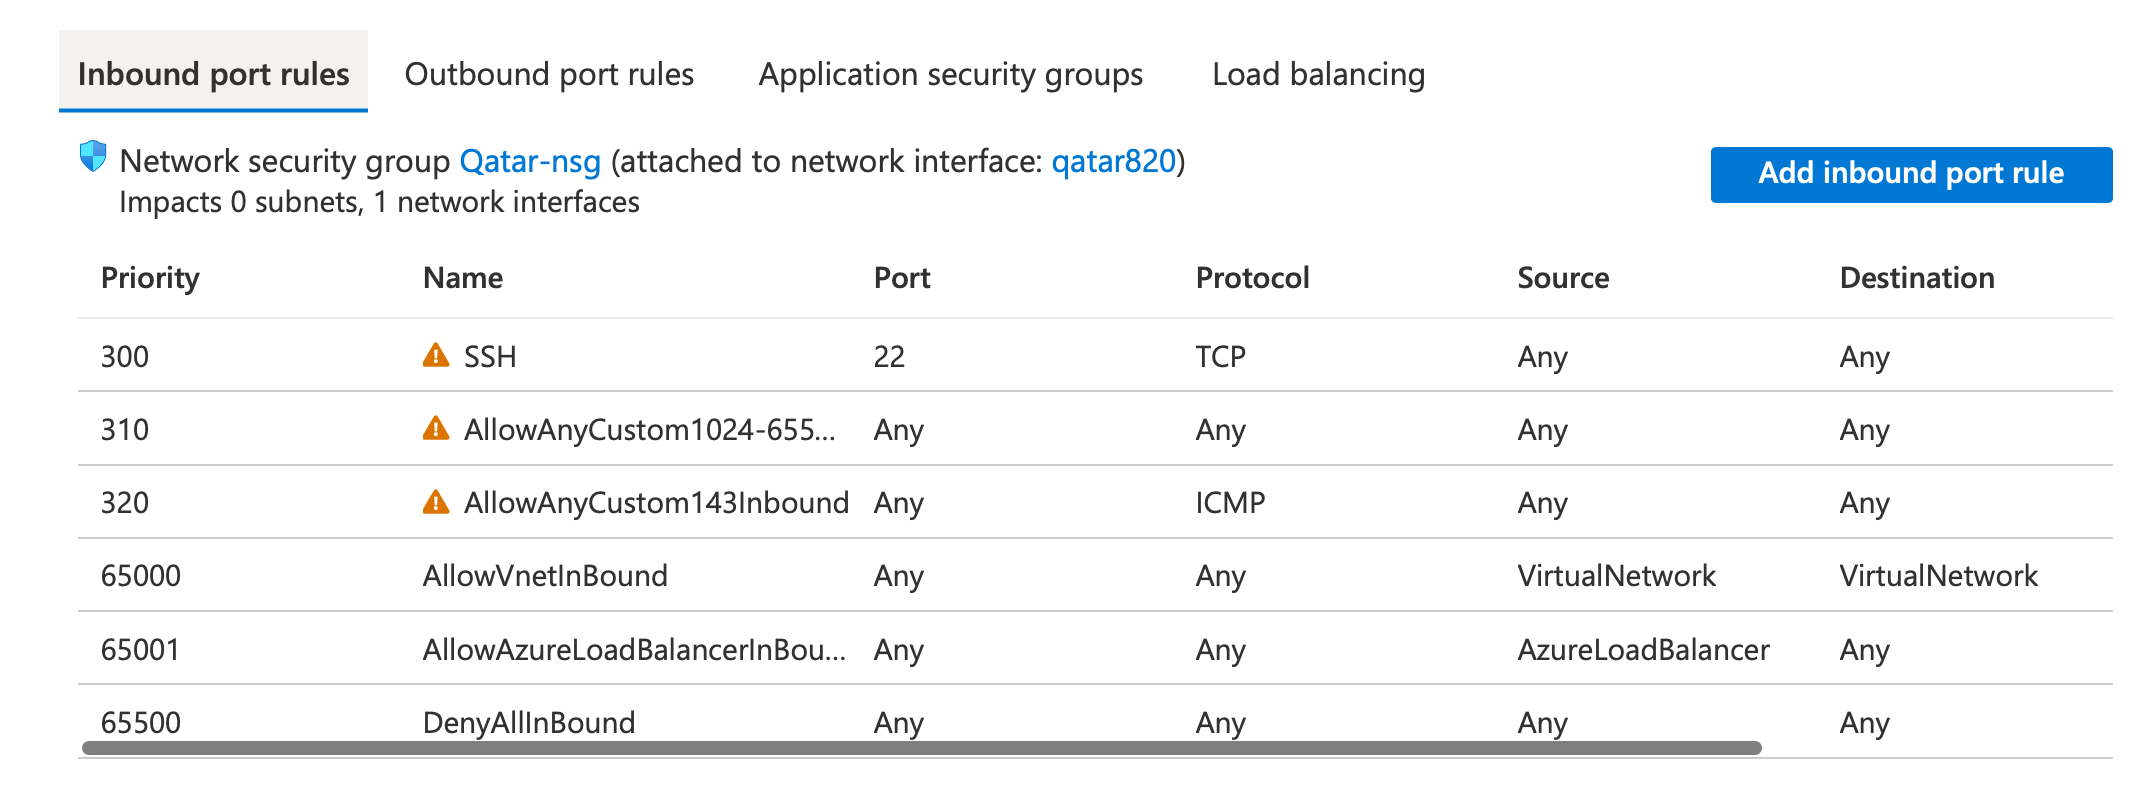 Inbound port rules Outbound port rules Application security groups Load balancing
Network security group Qatar-nsg (attached to network interface: qatar820)
Impacts 0 subnets, 1 network interfaces
Add inbound port rule
Priority Name Port Protocol Source Destination
300 SSH 22 TCP Any Any
310 AllowAnyCustom1024-655... Any Any Any Any
320 AllowAnyCustom143Inbound Any ICMP Any Any
65000 AllowVnetInBound Any Any VirtualNetwork VirtualNetwork
65001 AllowAzureLoadBalancerInBou... Any Any AzureLoadBalancer Any
65500 DenyAllInBound Any Any Any Any